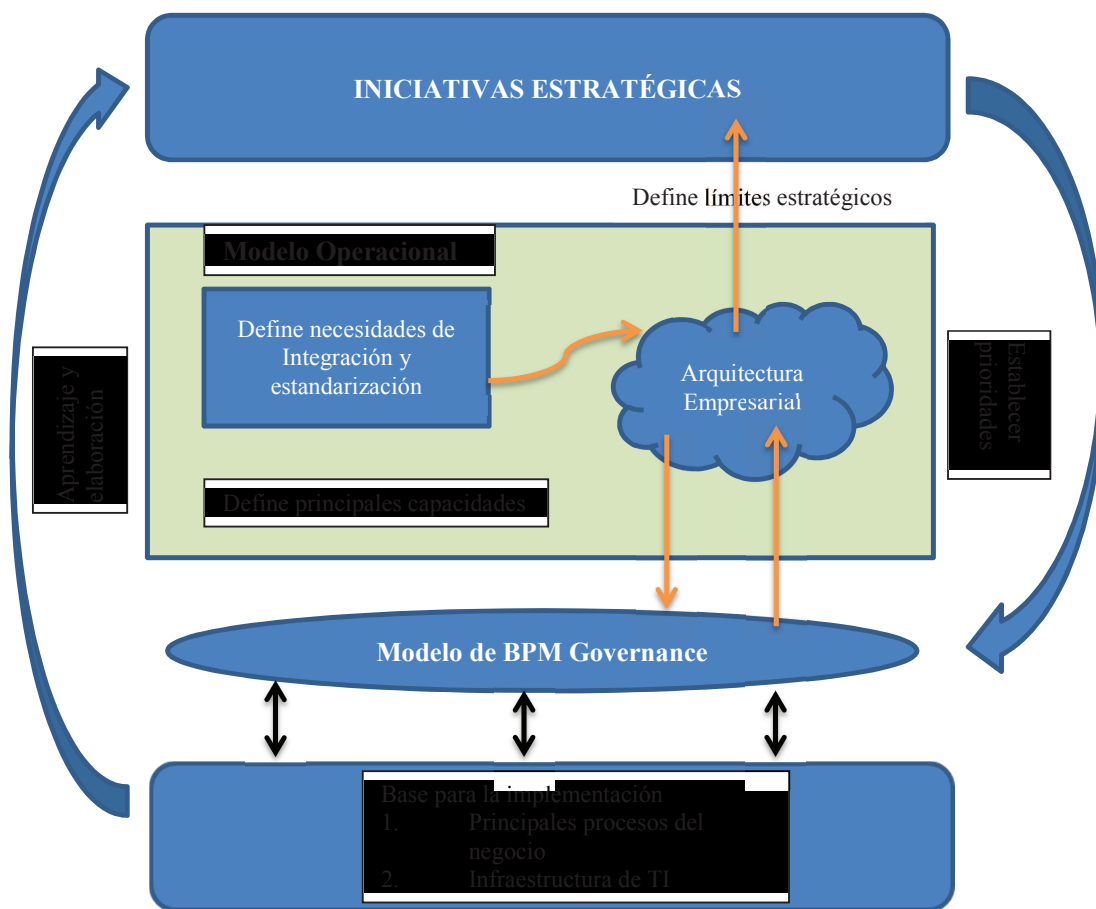 INICIATIVAS ESTRATÉGICAS
Define límites estratégicos
Modelo Operacional
Define necesidades de
Integración y
estandarización
Arquitectura
Empresarial
Aprendizaje y
elaboración
Establecer
prioridades
Define principales capacidades
Modelo de BPM Governance
Base para la implementación
1. Principales procesos del
negocio
2. Infraestructura de TI